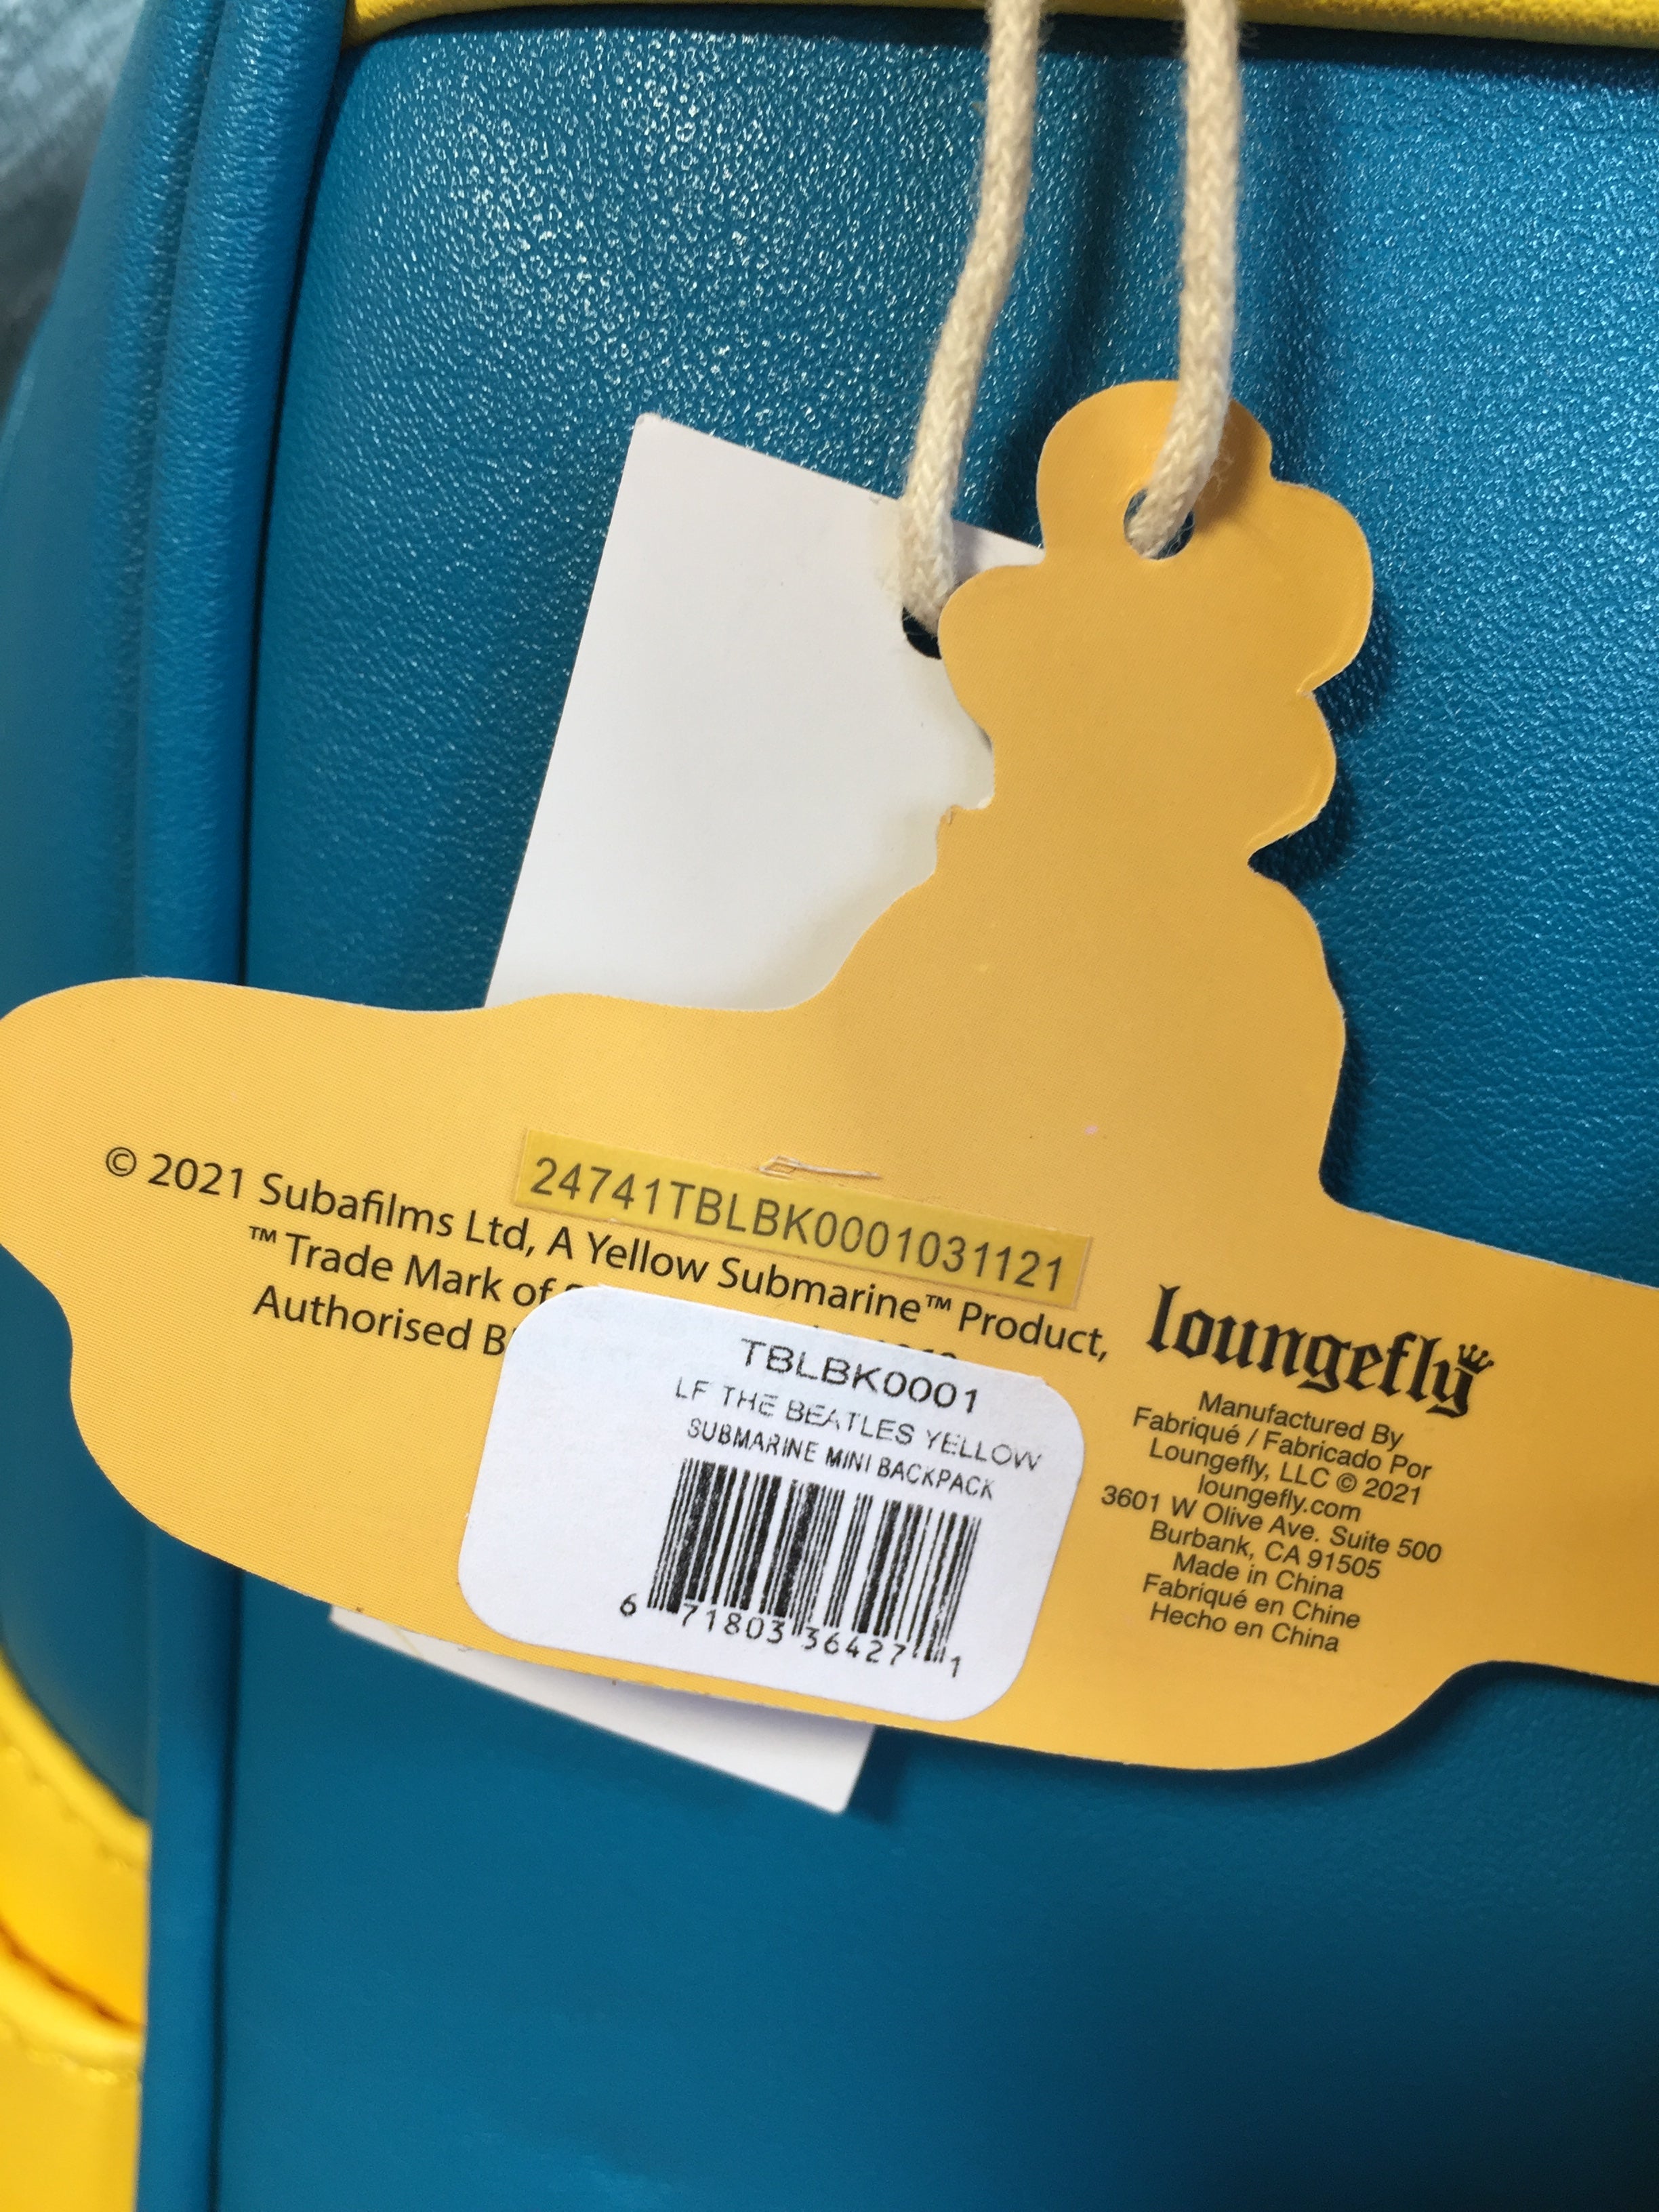 24741TBLBK0001031121
© 2021 Subafilms Ltd, A Yellow Submarine™ Product,
™ Trade Mark of
Authorised
TBLBK0001
LF THE BEATLES YELLOW
SUBMARINE MINI BACKPACK
6 71803 36427 1
loungefly
Manufactured By
Fabriqué / Fabricado Por
Loungefly, LLC © 2021
loungefly.com
3601 W Olive Ave. Suite 500
Burbank, CA 91505
Made in China
Fabriqué en Chine
Hecho en China